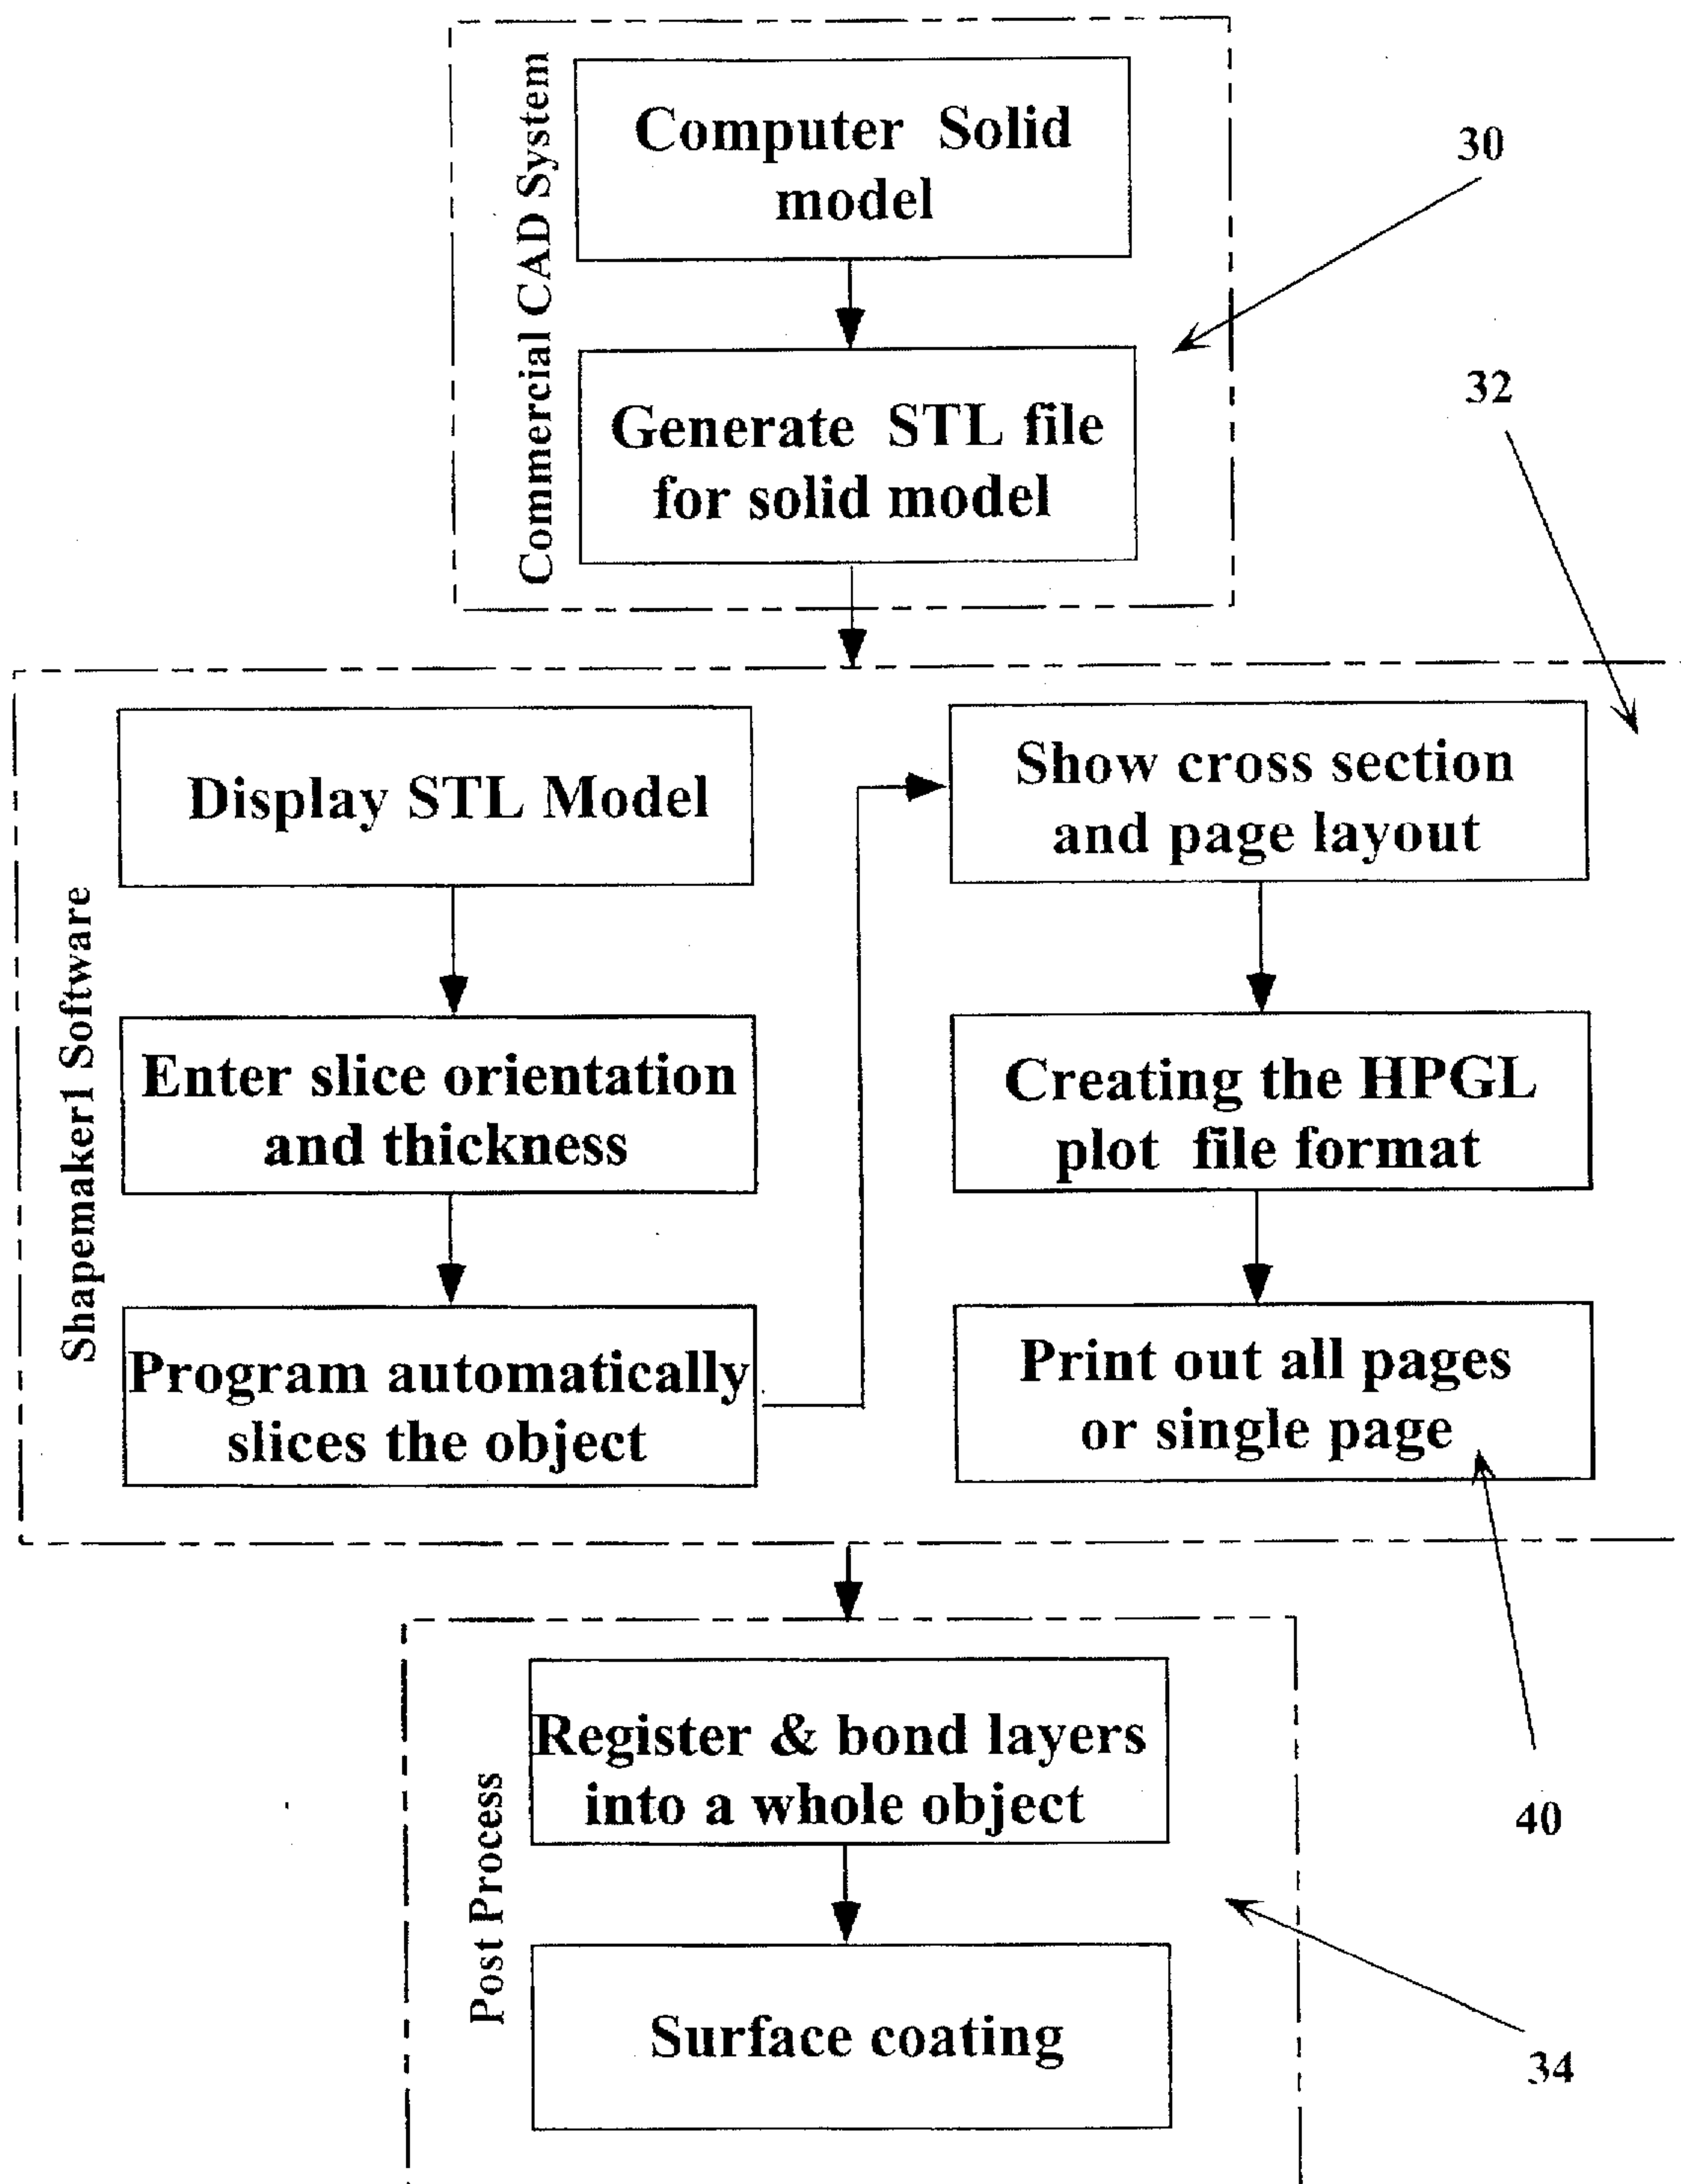 Commercial CAD System
Computer Solid
model
30
Generate STL file
for solid model
32
Shapemaker1 Software
Display STL Model
Enter slice orientation
and thickness
Program automatically
slices the object
Show cross section
and page layout
Creating the HPGL
plot file format
Print out all pages
or single page
40
Post Process
Register & bond layers
into a whole object
Surface coating
34